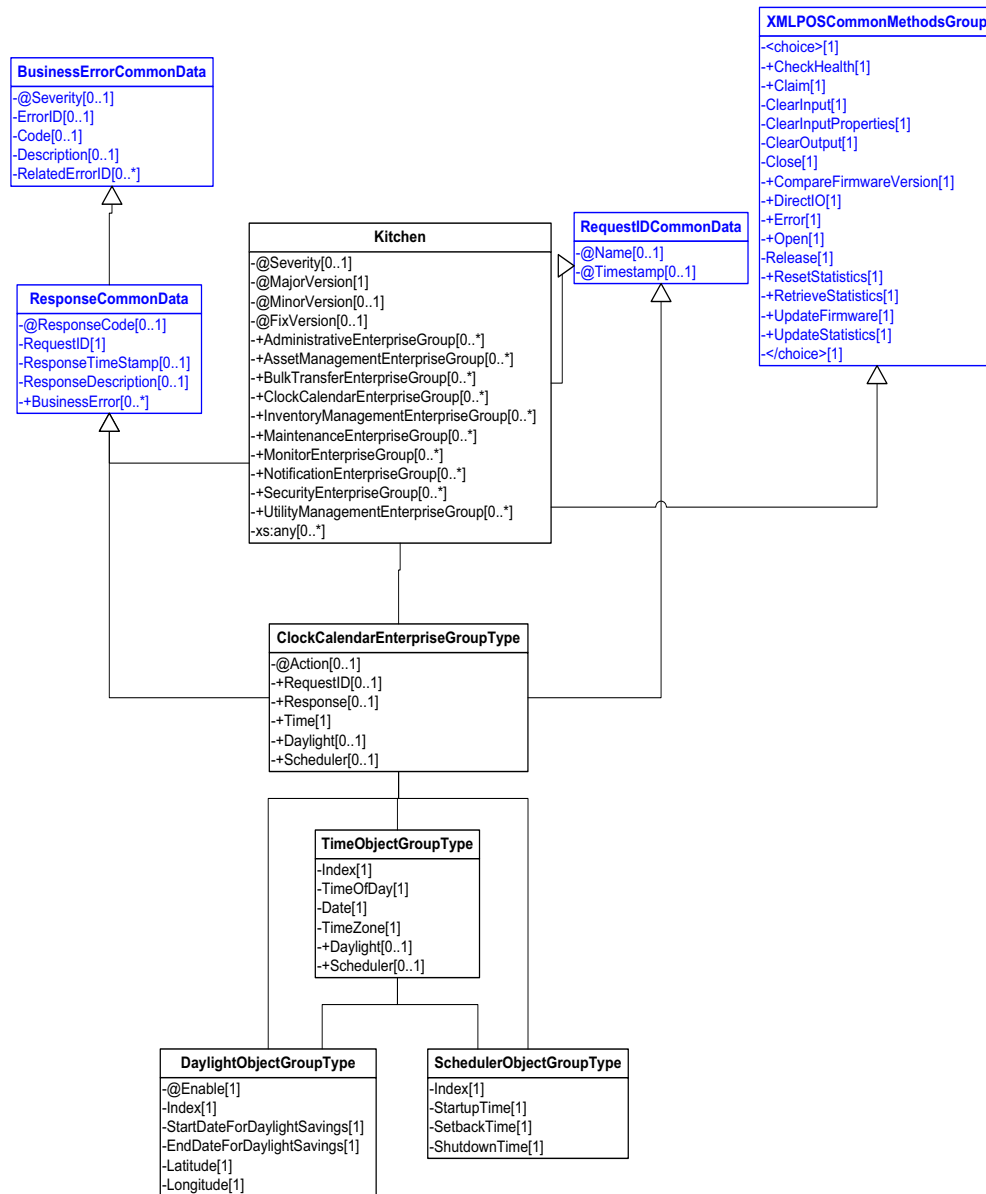 XMLPOSCommonMethodsGroup
-<choice>[1]
-+CheckHealth[1]
-+Claim[1]
-ClearInput[1]
-ClearInputProperties[1]
-ClearOutput[1]
-Close[1]
-+CompareFirmwareVersion[1]
-+DirectIO[1]
-+Error[1]
-+Open[1]
-Release[1]
-+ResetStatistics[1]
-+RetrieveStatistics[1]
-+UpdateFirmware[1]
-+UpdateStatistics[1]
-</choice>[1]
BusinessErrorCommonData
-@Severity[0..1]
-ErrorID[0..1]
-Code[0..1]
-Description[0..1]
-RelatedErrorID[0..*]
RequestIDCommonData
-@Name[0..1]
-@Timestamp[0..1]
Kitchen
-@Severity[0..1]
-@MajorVersion[1]
-@MinorVersion[0..1]
-@FixVersion[0..1]
-+AdministrativeEnterpriseGroup[0..*]
-+AssetManagementEnterpriseGroup[0..*]
-+BulkTransferEnterpriseGroup[0..*]
-+ClockCalendarEnterpriseGroup[0..*]
-+InventoryManagementEnterpriseGroup[0..*]
-+MaintenanceEnterpriseGroup[0..*]
-+MonitorEnterpriseGroup[0..*]
-+NotificationEnterpriseGroup[0..*]
-+SecurityEnterpriseGroup[0..*]
-+UtilityManagementEnterpriseGroup[0..*]
-xs:any[0..*]
ResponseCommonData
-@ResponseCode[0..1]
-RequestID[1]
-ResponseTimeStamp[0..1]
-ResponseDescription[0..1]
-+BusinessError[0..*]
ClockCalendarEnterpriseGroupType
-@Action[0..1]
-+RequestID[0..1]
-+Response[0..1]
-+Time[1]
-+Daylight[0..1]
-+Scheduler[0..1]
TimeObjectGroupType
-Index[1]
-TimeOfDay[1]
-Date[1]
-TimeZone[1]
-+Daylight[0..1]
-+Scheduler[0..1]
DaylightObjectGroupType
-@Enable[1]
-Index[1]
-StartDateForDaylightSavings[1]
-EndDateForDaylightSavings[1]
-Latitude[1]
-Longitude[1]
SchedulerObjectGroupType
-Index[1]
-StartupTime[1]
-SetbackTime[1]
-ShutdownTime[1]